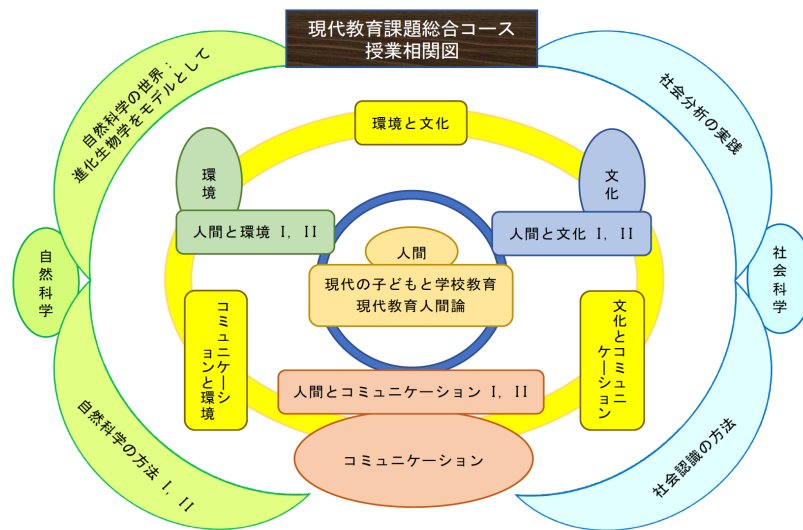 現代教育課題総合コース
授業相関図
自然科学の世界：
進化生物学をモデルとして
社会分析の実践
環境と文化
環境
文化
人間と環境 I, II
人間と文化 I, II
人間
現代の子どもと学校教育
現代教育人間論
自然科学
社会科学
コミュニケーシ
ョンと環境
文化とコミュニ
ケーション
人間とコミュニケーション I, II
コミュニケーション
自然科学の方法 I, II
社会認識の方法